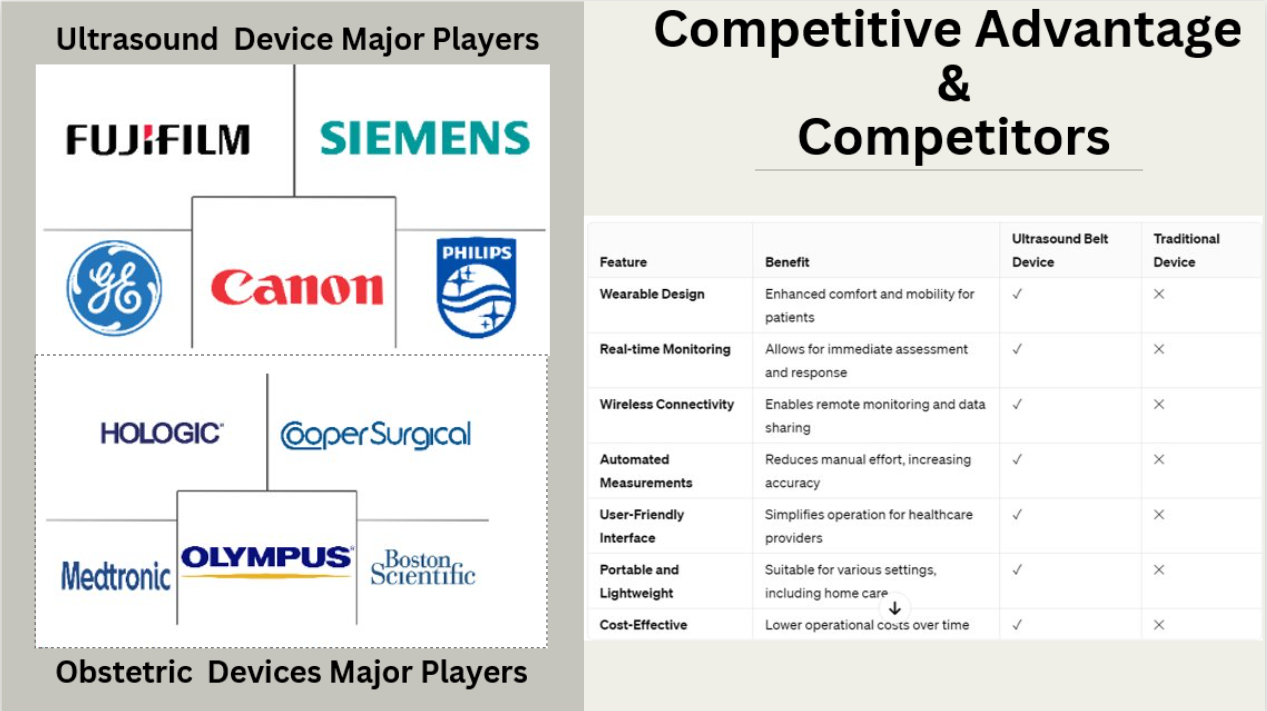 Ultrasound Device Major Players
FUJIFILM
SIEMENS
GE
Canon
PHILIPS
HOLOGIC
CooperSurgical
Medtronic
OLYMPUS
Boston
Scientific
Obstetric Devices Major Players
Competitive Advantage
&
Competitors
Feature Benefit Ultrasound Belt Device Traditional Device
Wearable Design Enhanced comfort and mobility for
patients
✓ ×
Real-time Monitoring Allows for immediate assessment
and response
✓ ×
Wireless Connectivity Enables remote monitoring and data
sharing
✓ ×
Automated
Measurements
Reduces manual effort, increasing
accuracy
✓ ×
User-Friendly
Interface
Simplifies operation for healthcare
providers
✓ ×
Portable and
Lightweight
Suitable for various settings,
including home care
✓ ×
Cost-Effective Lower operational costs over time ✓ ×